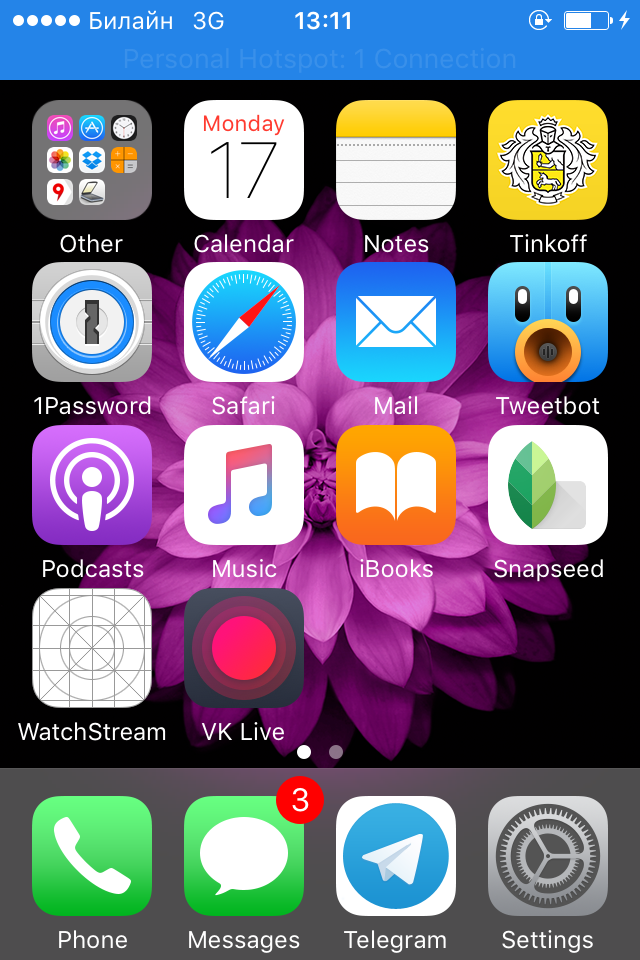 Билайн 3G 13:11
Personal Hotspot: 1 Connection
Monday
17
Other Calendar Notes Tinkoff
1Password Safari Mail Tweetbot
Podcasts Music iBooks Snapseed
WatchStream VK Live
3
Phone Messages Telegram Settings